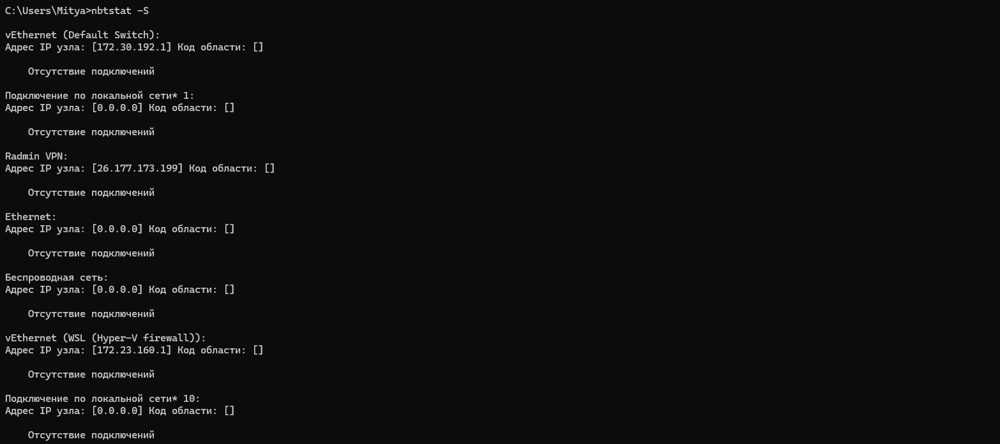 C:\Users\Mitya>nbtstat -S
vEthernet (Default Switch):
Адрес IP узла: [172.30.192.1] Код области: []
Отсутствие подключений
Подключение по локальной сети* 1:
Адрес IP узла: [0.0.0.0] Код области: []
Отсутствие подключений
Radmin VPN:
Адрес IP узла: [26.177.173.199] Код области: []
Отсутствие подключений
Ethernet:
Адрес IP узла: [0.0.0.0] Код области: []
Отсутствие подключений
Беспроводная сеть:
Адрес IP узла: [0.0.0.0] Код области: []
Отсутствие подключений
vEthernet (WSL (Hyper-V firewall)):
Адрес IP узла: [172.23.160.1] Код области: []
Отсутствие подключений
Подключение по локальной сети* 10:
Адрес IP узла: [0.0.0.0] Код области: []
Отсутствие подключений